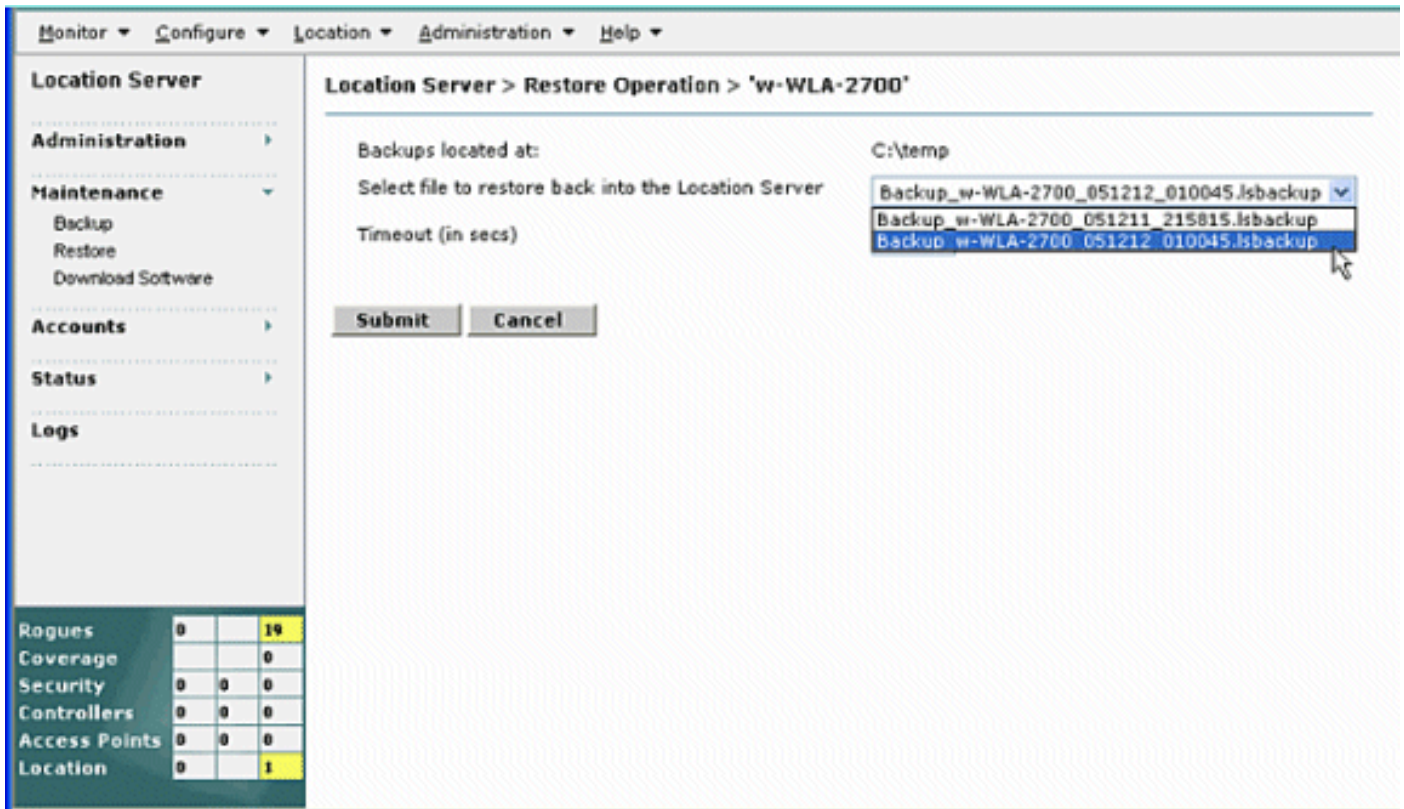 Monitor Configure Location Administration Help
Location Server
Administration
Maintenance
Backup
Restore
Download Software
Accounts
Status
Logs
Rogues 0 19
Coverage 0
Security 0 0 0
Controllers 0 0 0
Access Points 0 0 0
Location 0 1
Location Server > Restore Operation > 'w-WLA-2700'
Backups located at: C:\temp
Select file to restore back into the Location Server Backup_w-WLA-2700_051212_010045.lsbackup
Backup_w-WLA-2700_051211_215815.lsbackup
Backup_w-WLA-2700_051212_010045.lsbackup
Timeout (in secs)
Submit Cancel